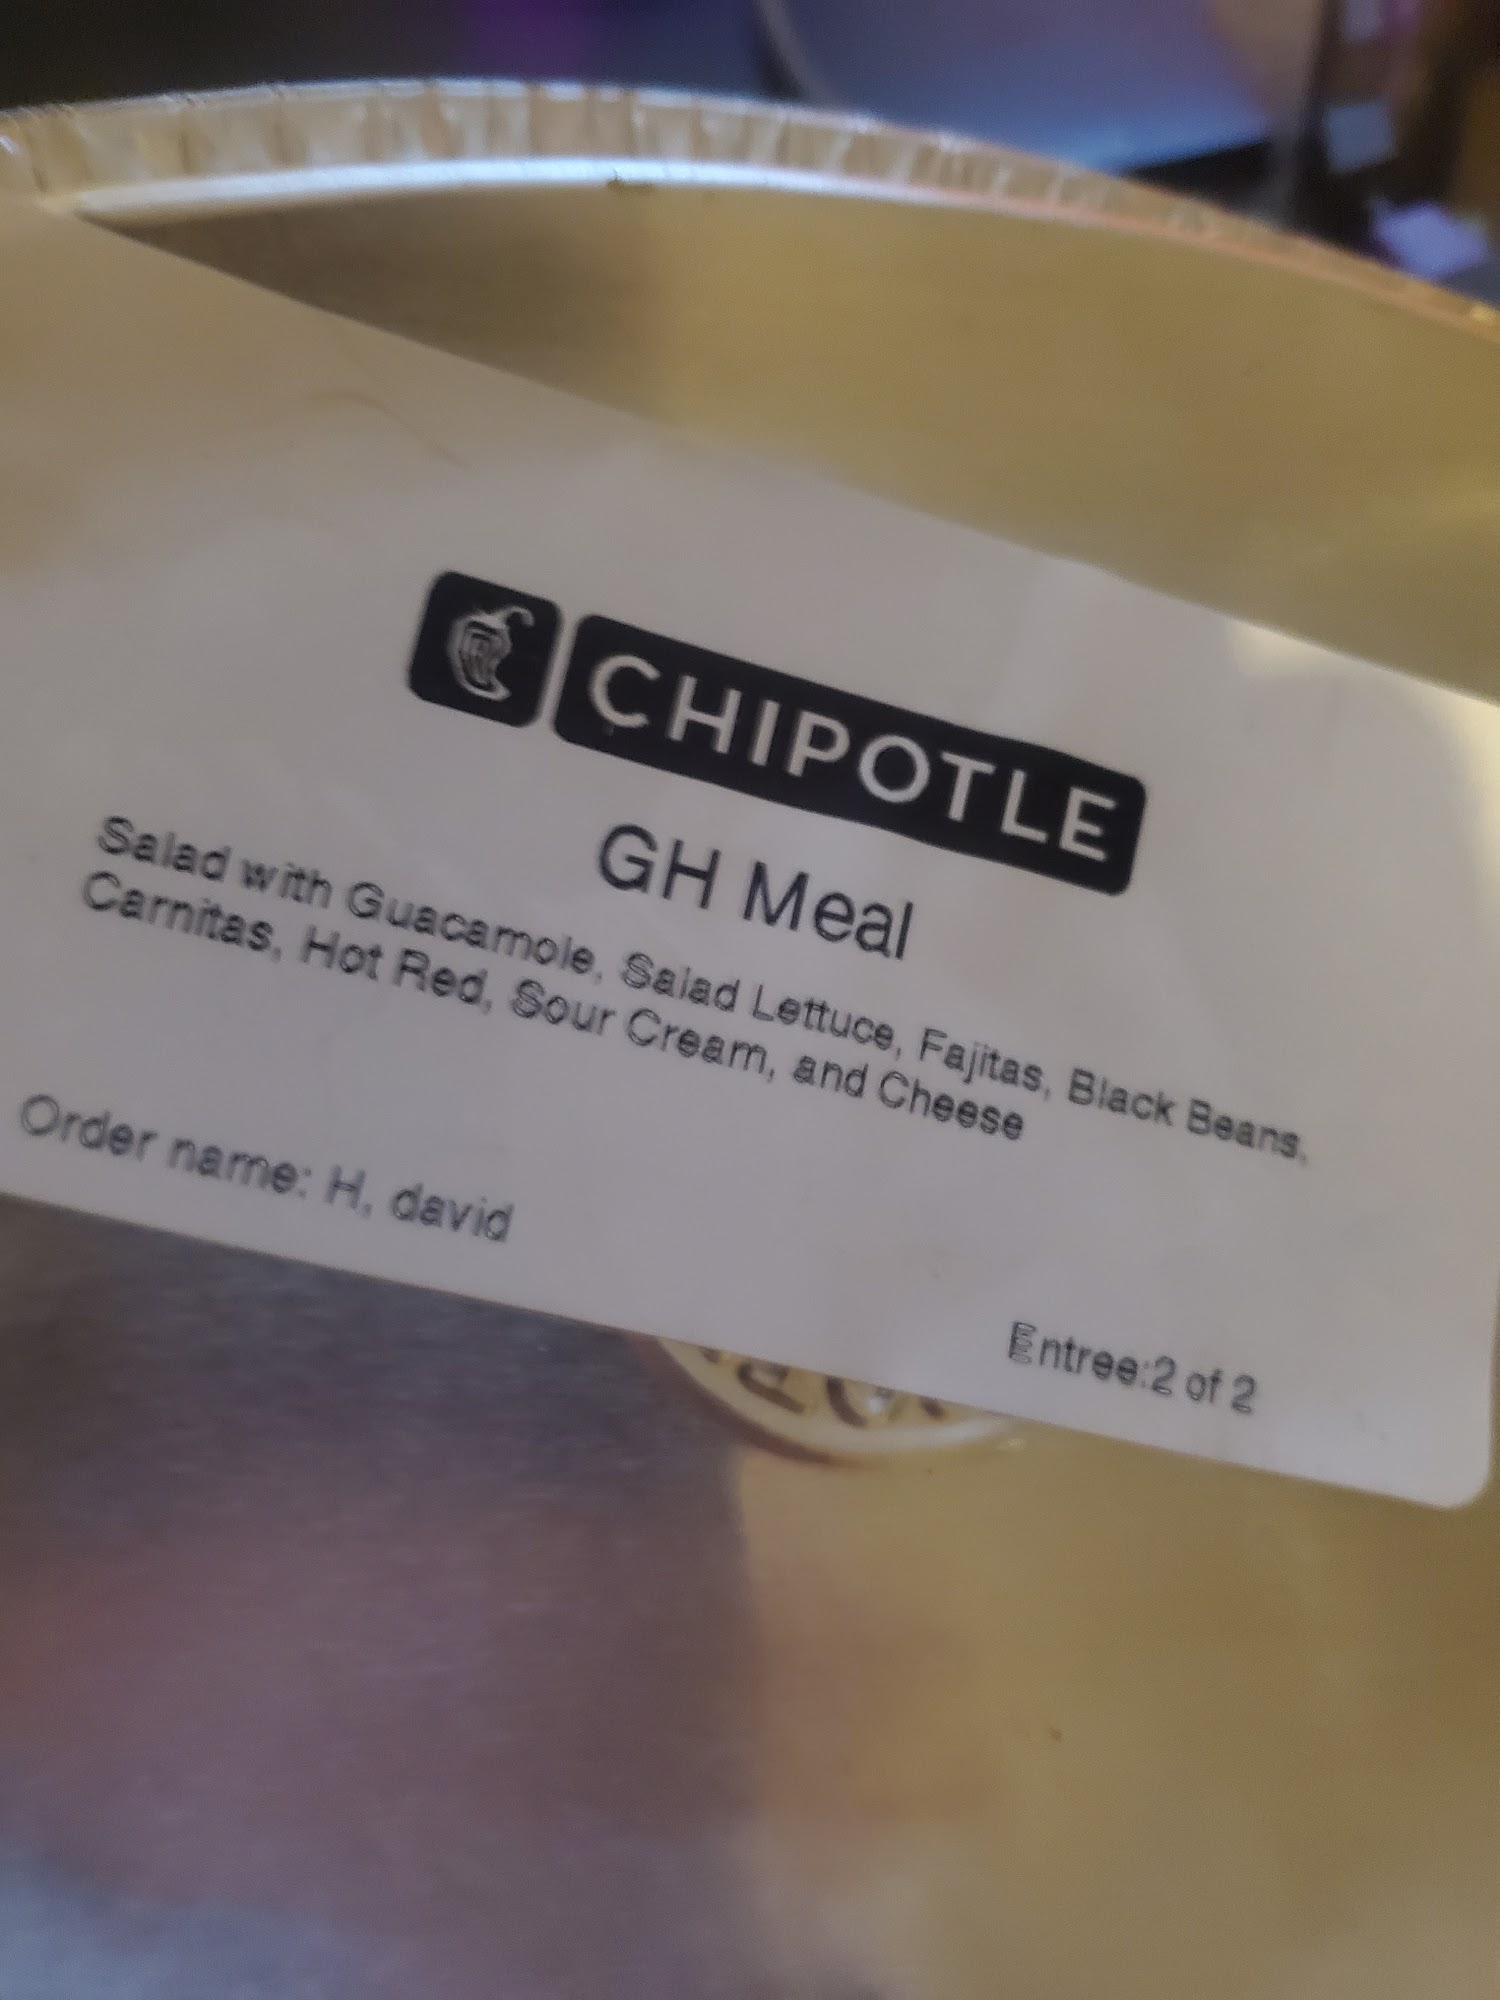 CHIPOTLE
GH Meal
Salad with Guacamole, Salad Lettuce, Fajitas, Black Beans,
Carnitas, Hot Red, Sour Cream, and Cheese
Order name: H, david
Entree:2 of 2